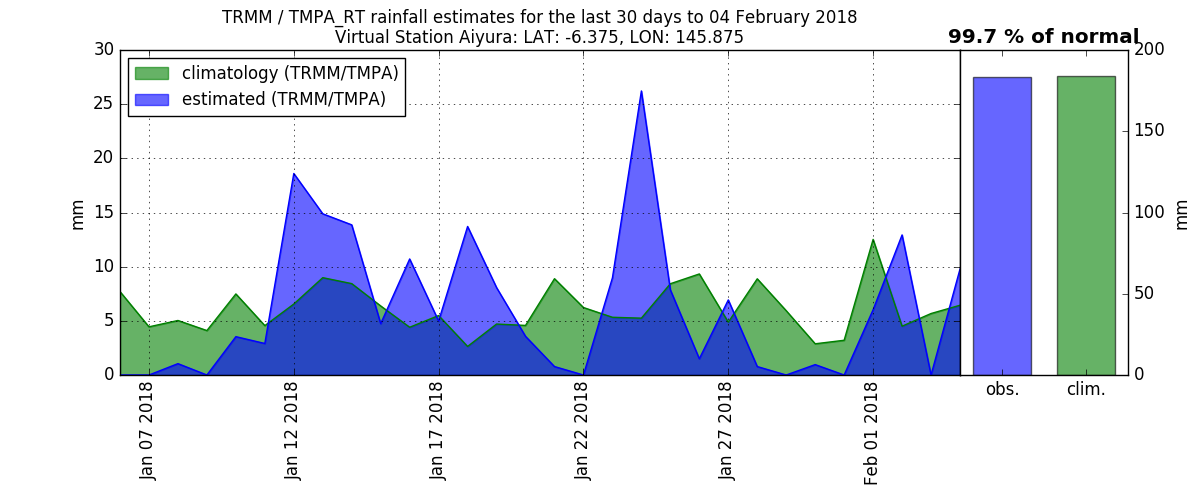 TRMM / TMPA_RT rainfall estimates for the last 30 days to 04 February 2018
Virtual Station Aiyura: LAT: -6.375, LON: 145.875
99.7 % of normal
climatology (TRMM/TMPA)
estimated (TRMM/TMPA)
30
25
20
15
10
5
0
mm
Jan 07 2018
Jan 12 2018
Jan 17 2018
Jan 22 2018
Jan 27 2018
Feb 01 2018
200
150
100
50
0
mm
obs.
clim.